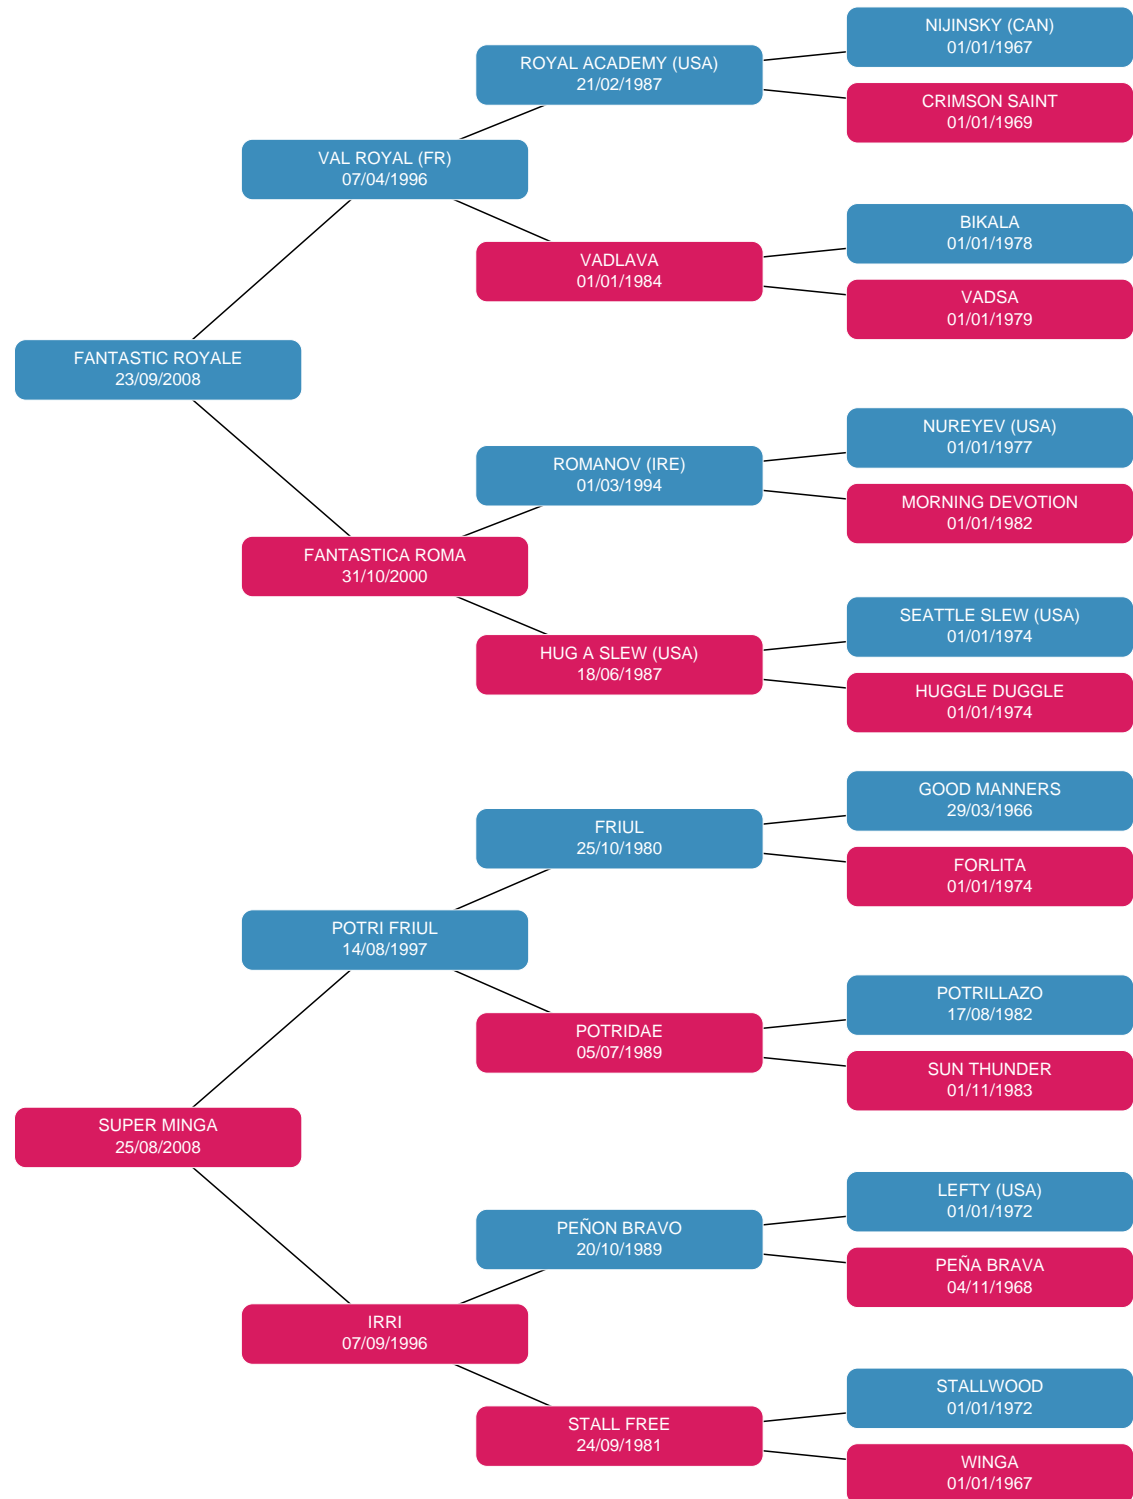 NIJINSKY (CAN)
01/01/1967
ROYAL ACADEMY (USA)
21/02/1987
CRIMSON SAINT
01/01/1969
VAL ROYAL (FR)
07/04/1996
BIKALA
01/01/1978
VADLAVA
01/01/1984
VADSA
01/01/1979
FANTASTIC ROYALE
23/09/2008
NUREYEV (USA)
01/01/1977
ROMANOV (IRE)
01/03/1994
MORNING DEVOTION
01/01/1982
FANTASTICA ROMA
31/10/2000
SEATTLE SLEW (USA)
01/01/1974
HUG A SLEW (USA)
18/06/1987
HUGGLE DUGGLE
01/01/1974
GOOD MANNERS
29/03/1966
FRIUL
25/10/1980
FORLITA
01/01/1974
POTRI FRIUL
14/08/1997
POTRILLAZO
17/08/1982
POTRIDAE
05/07/1989
SUN THUNDER
01/11/1983
SUPER MINGA
25/08/2008
LEFTY (USA)
01/01/1972
PEÑON BRAVO
20/10/1989
PEÑA BRAVA
04/11/1968
IRRI
07/09/1996
STALLWOOD
01/01/1972
STALL FREE
24/09/1981
WINGA
01/01/1967